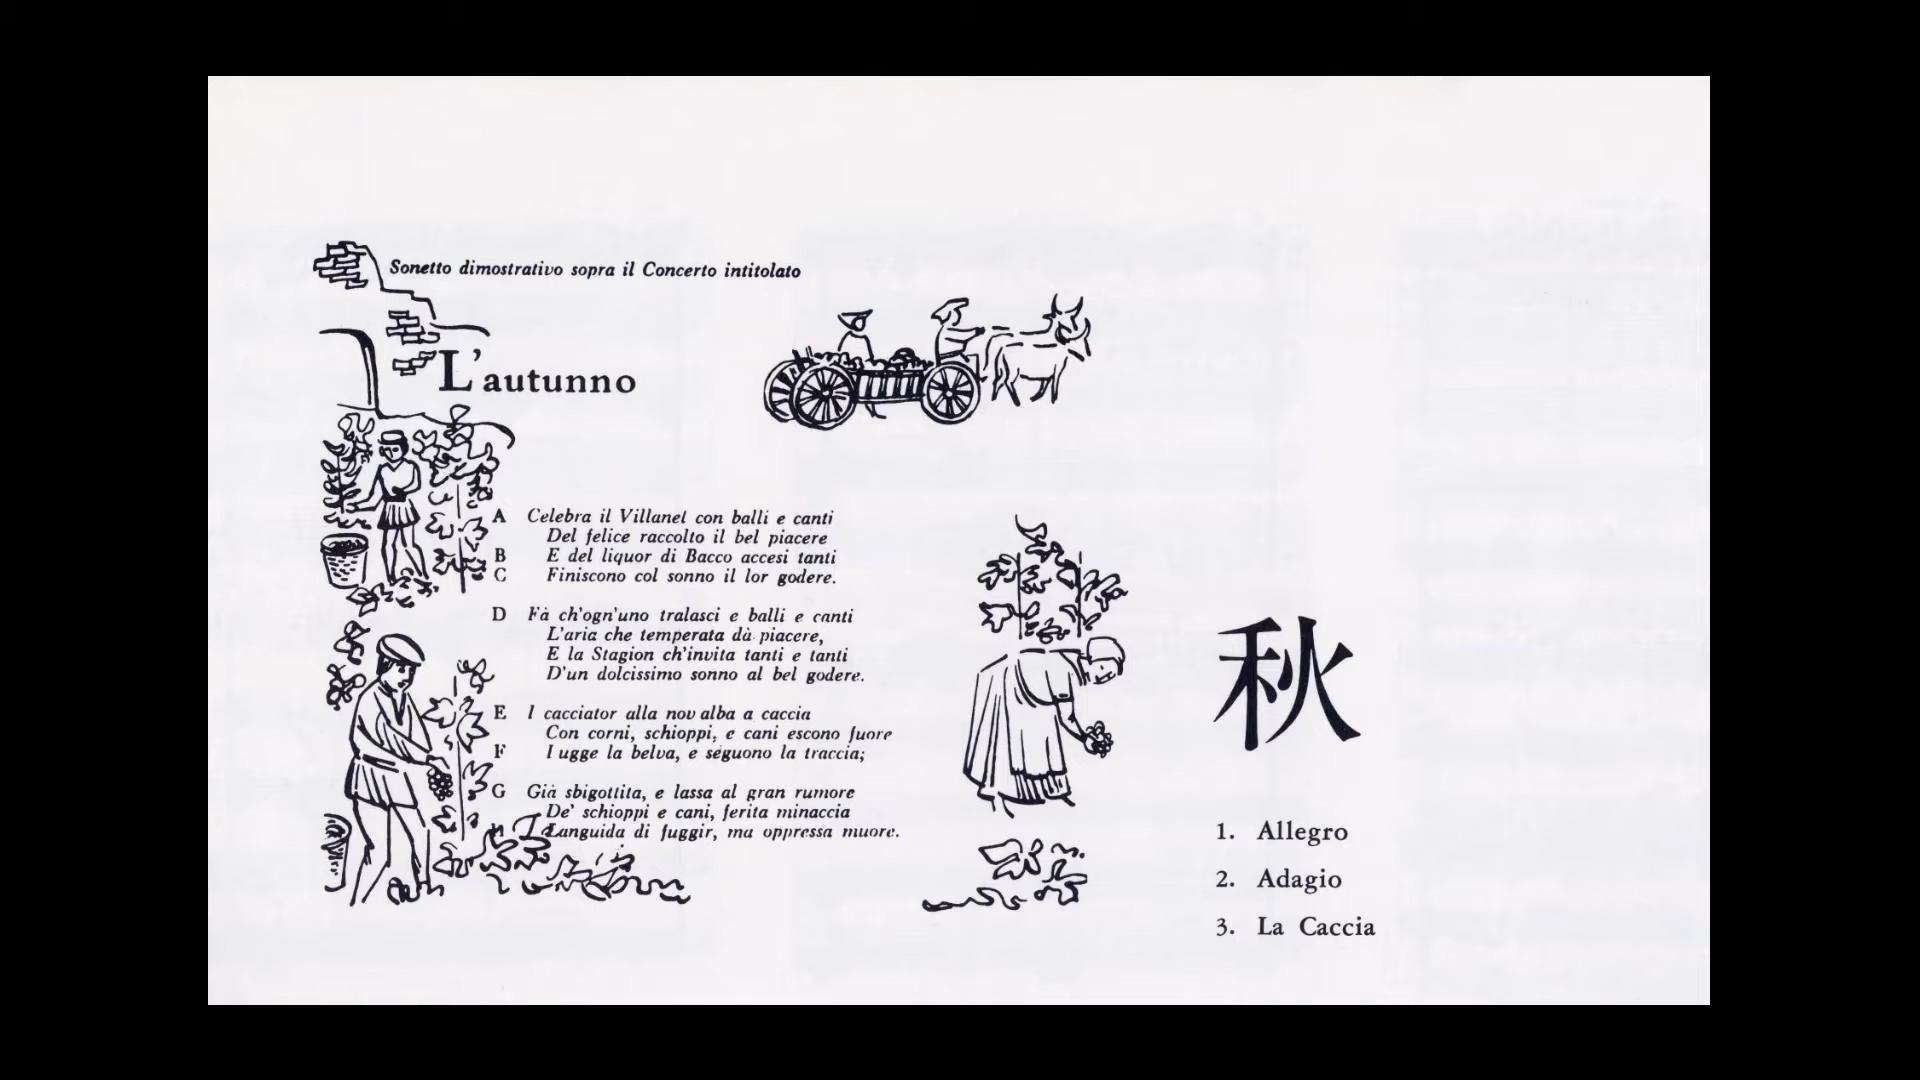 Sonetto dimostrativo sopra il Concerto intitolato
L'autunno
A Celebra il Villanel con balli e canti
Del felice raccolto il bel piacere
B E del liquor di Bacco accesi tanti
C Finiscono col sonno il lor godere.
D Fà ch'ogn'uno tralasci e balli e canti
L'aria che temperata dà piacere,
E la Stagion ch'invita tanti e tanti
D'un dolcissimo sonno al bel godere.
E I cacciator alla nov alba a caccia
Con corni, schioppi, e cani escono fuore
F Fugge la belva, e seguono la traccia;
G Già sbigottita, e lassa al gran rumore
De' schioppi e cani, ferita minaccia
Languida di fuggir, ma oppressa muore.
秋
1. Allegro
2. Adagio
3. La Caccia